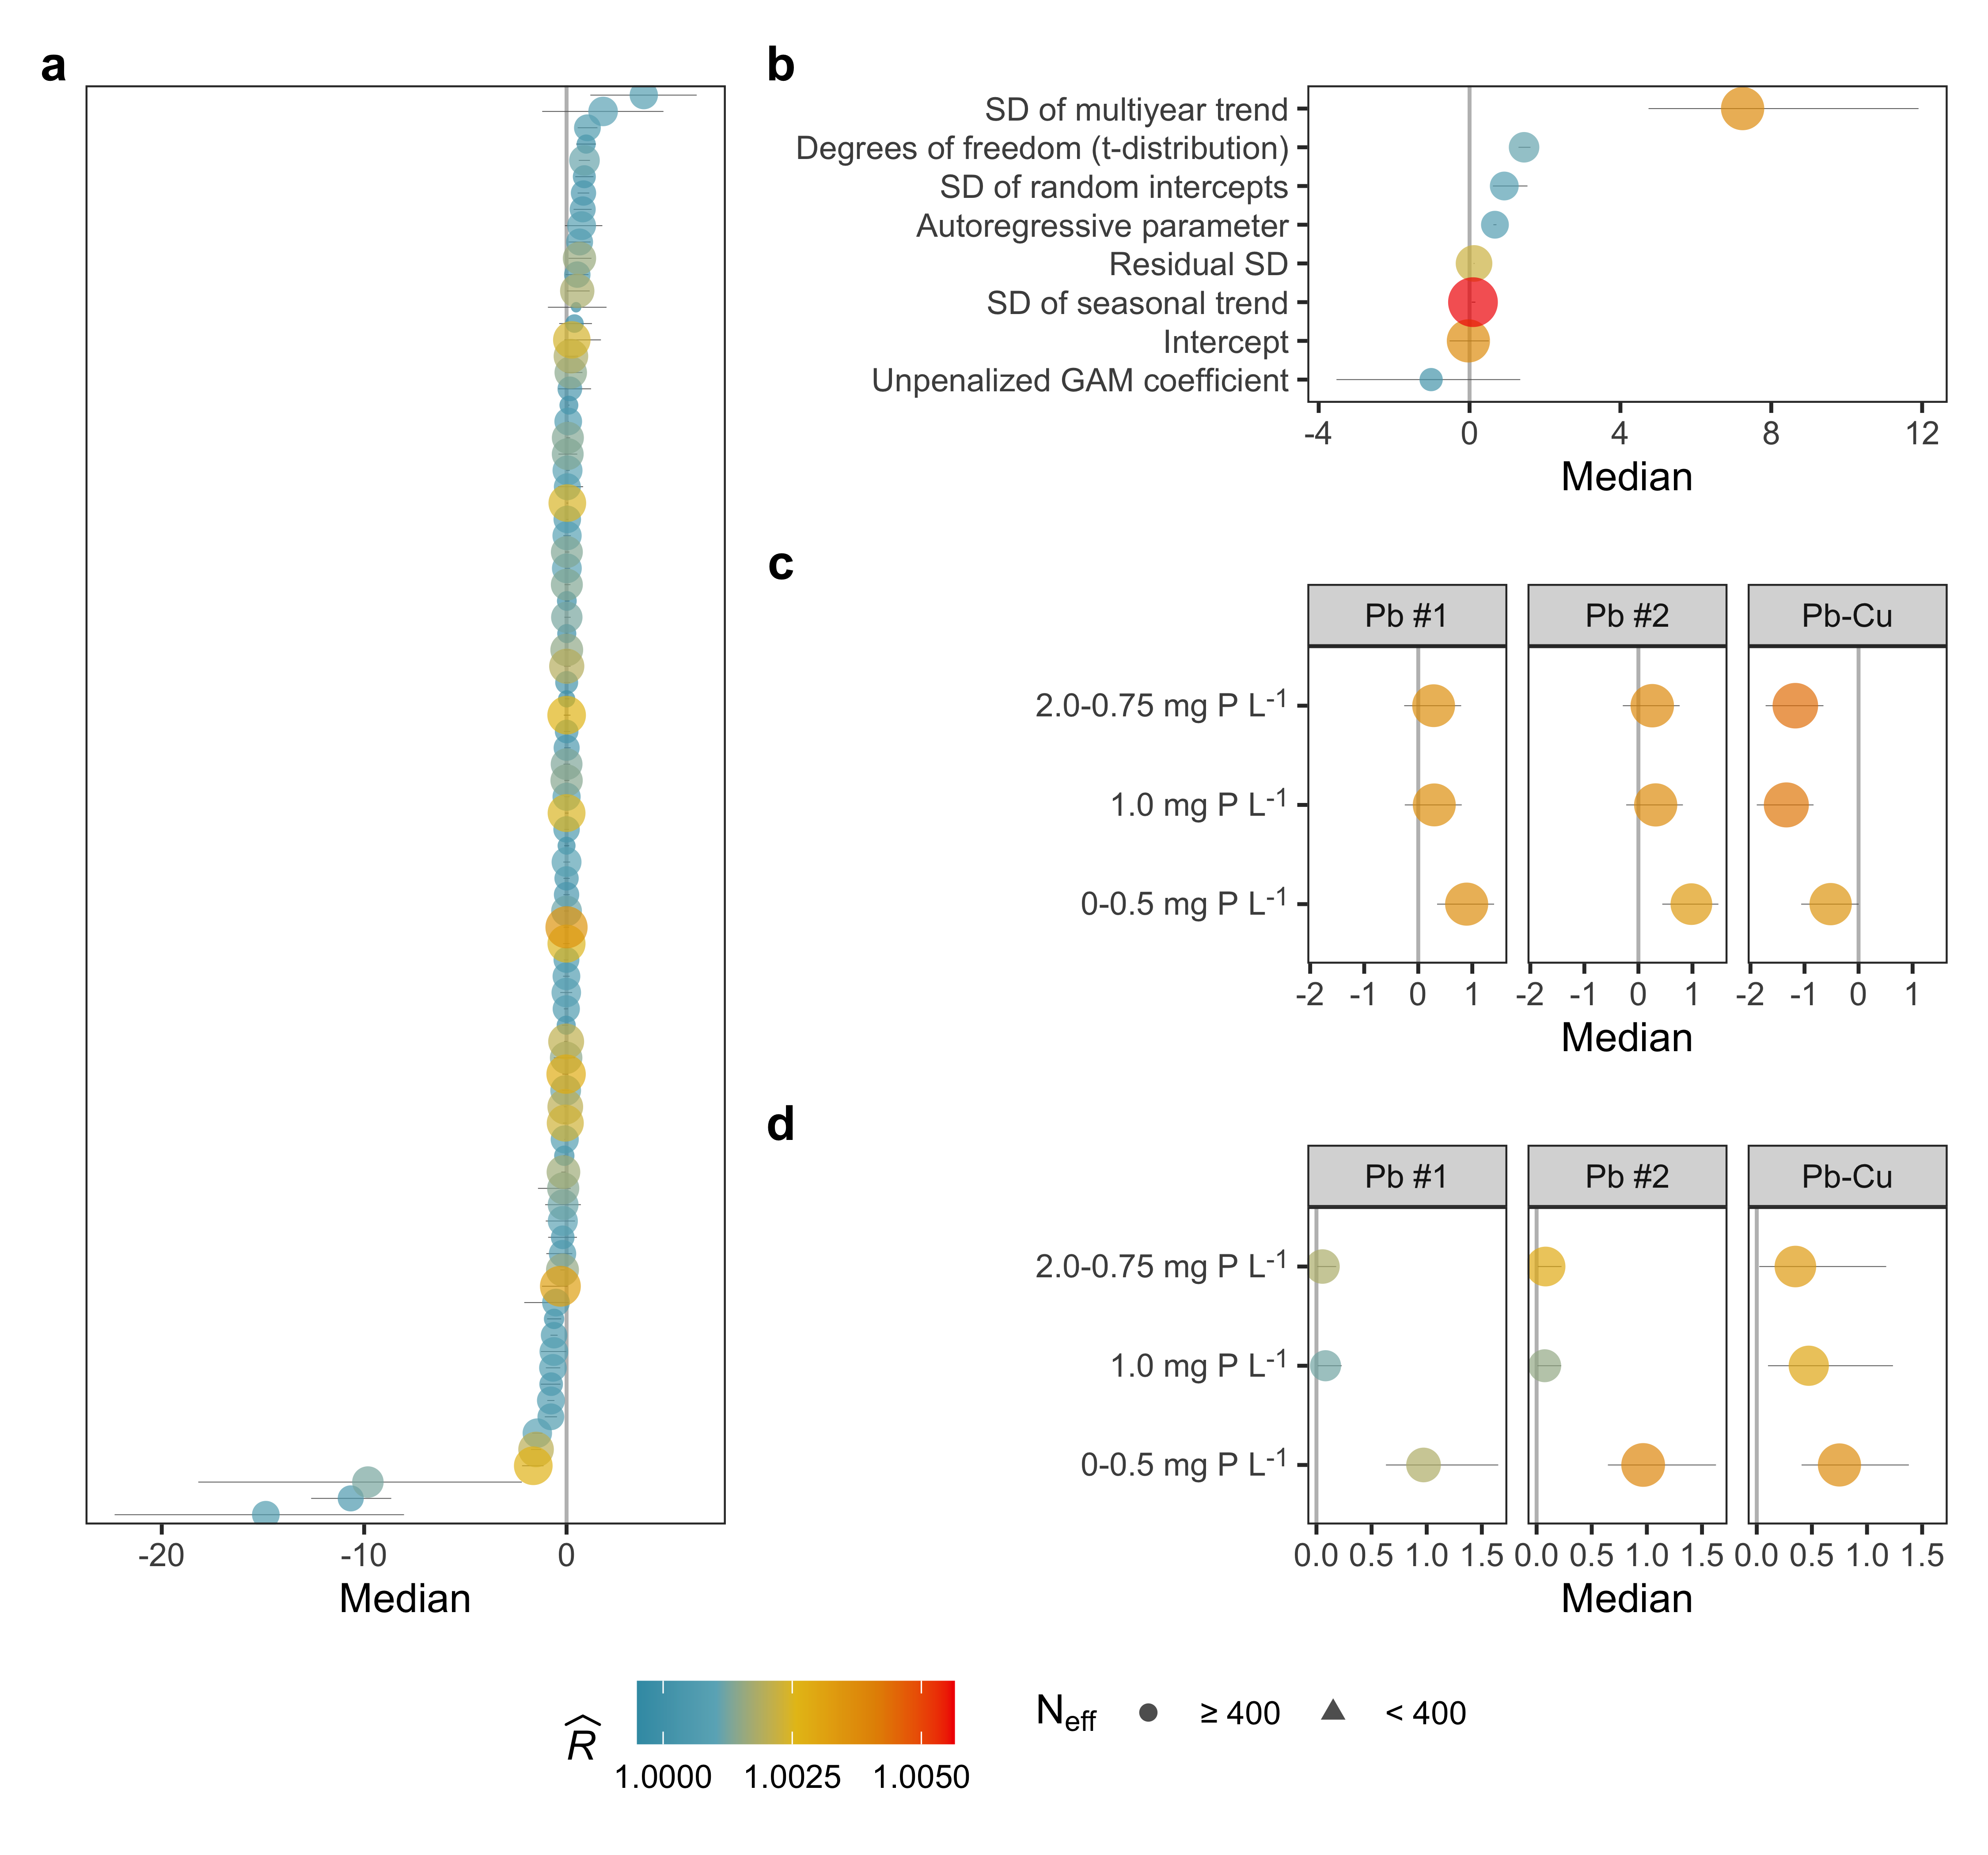 a
b
SD of multiyear trend
Degrees of freedom (t-distribution)
SD of random intercepts
Autoregressive parameter
Residual SD
SD of seasonal trend
Intercept
Unpenalized GAM coefficient
-4 0 4 8 12
Median
c
Pb #1 Pb #2 Pb-Cu
2.0-0.75 mg P L-1
1.0 mg P L-1
0-0.5 mg P L-1
-2 -1 0 1 -2 -1 0 1 -2 -1 0 1
Median
d
Pb #1 Pb #2 Pb-Cu
2.0-0.75 mg P L-1
1.0 mg P L-1
0-0.5 mg P L-1
0.0 0.5 1.0 1.5 0.0 0.5 1.0 1.5 0.0 0.5 1.0 1.5
Median
-20 -10 0
Median
R̂
1.0000 1.0025 1.0050
Neff ≥ 400 < 400